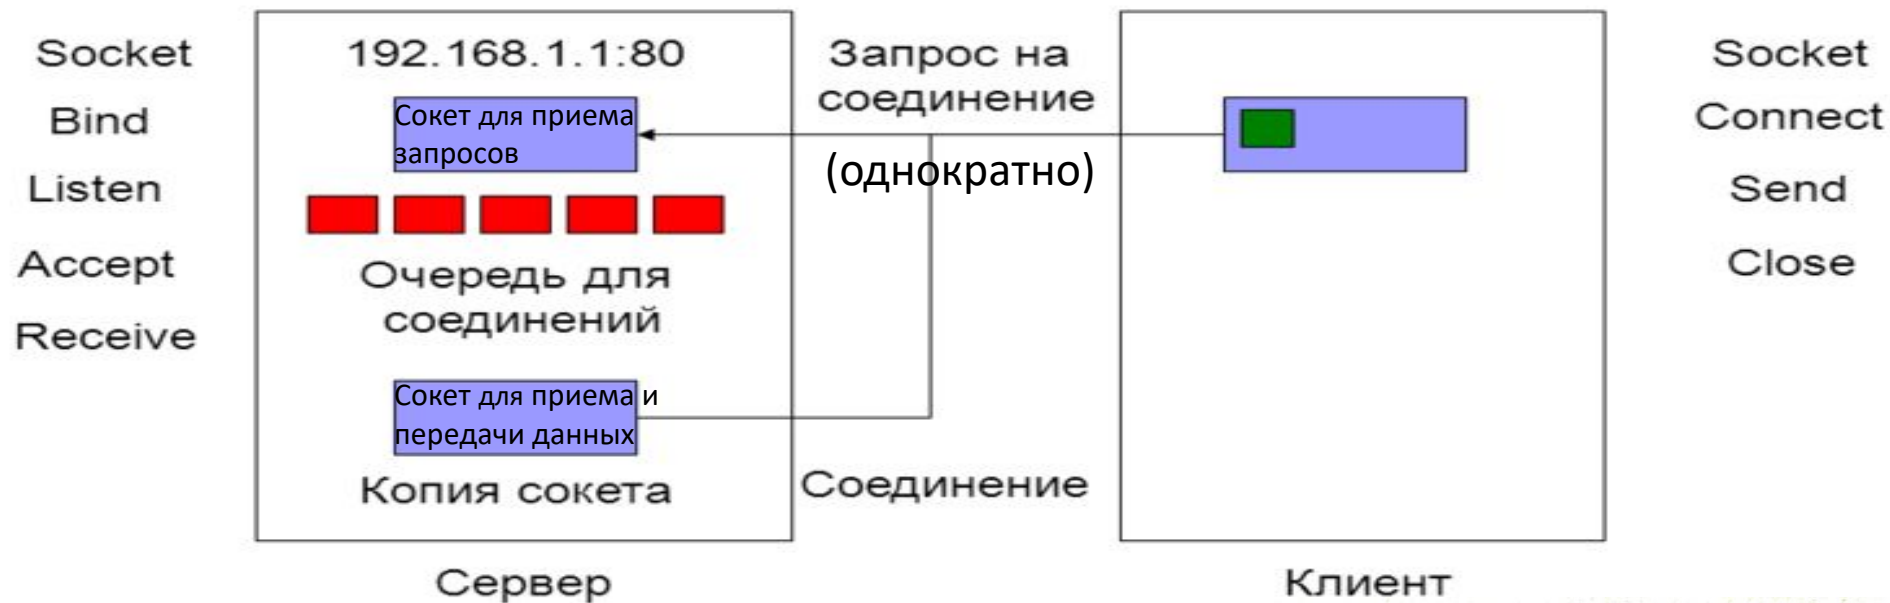 Socket
Bind
Listen
Accept
Receive
192.168.1.1:80
Сокет для приема
запросов
Очередь для
соединений
Сокет для приема и
передачи данных
Копия сокета
Сервер
Запрос на
соединение
(однократно)
Соединение
Клиент
Socket
Connect
Send
Close